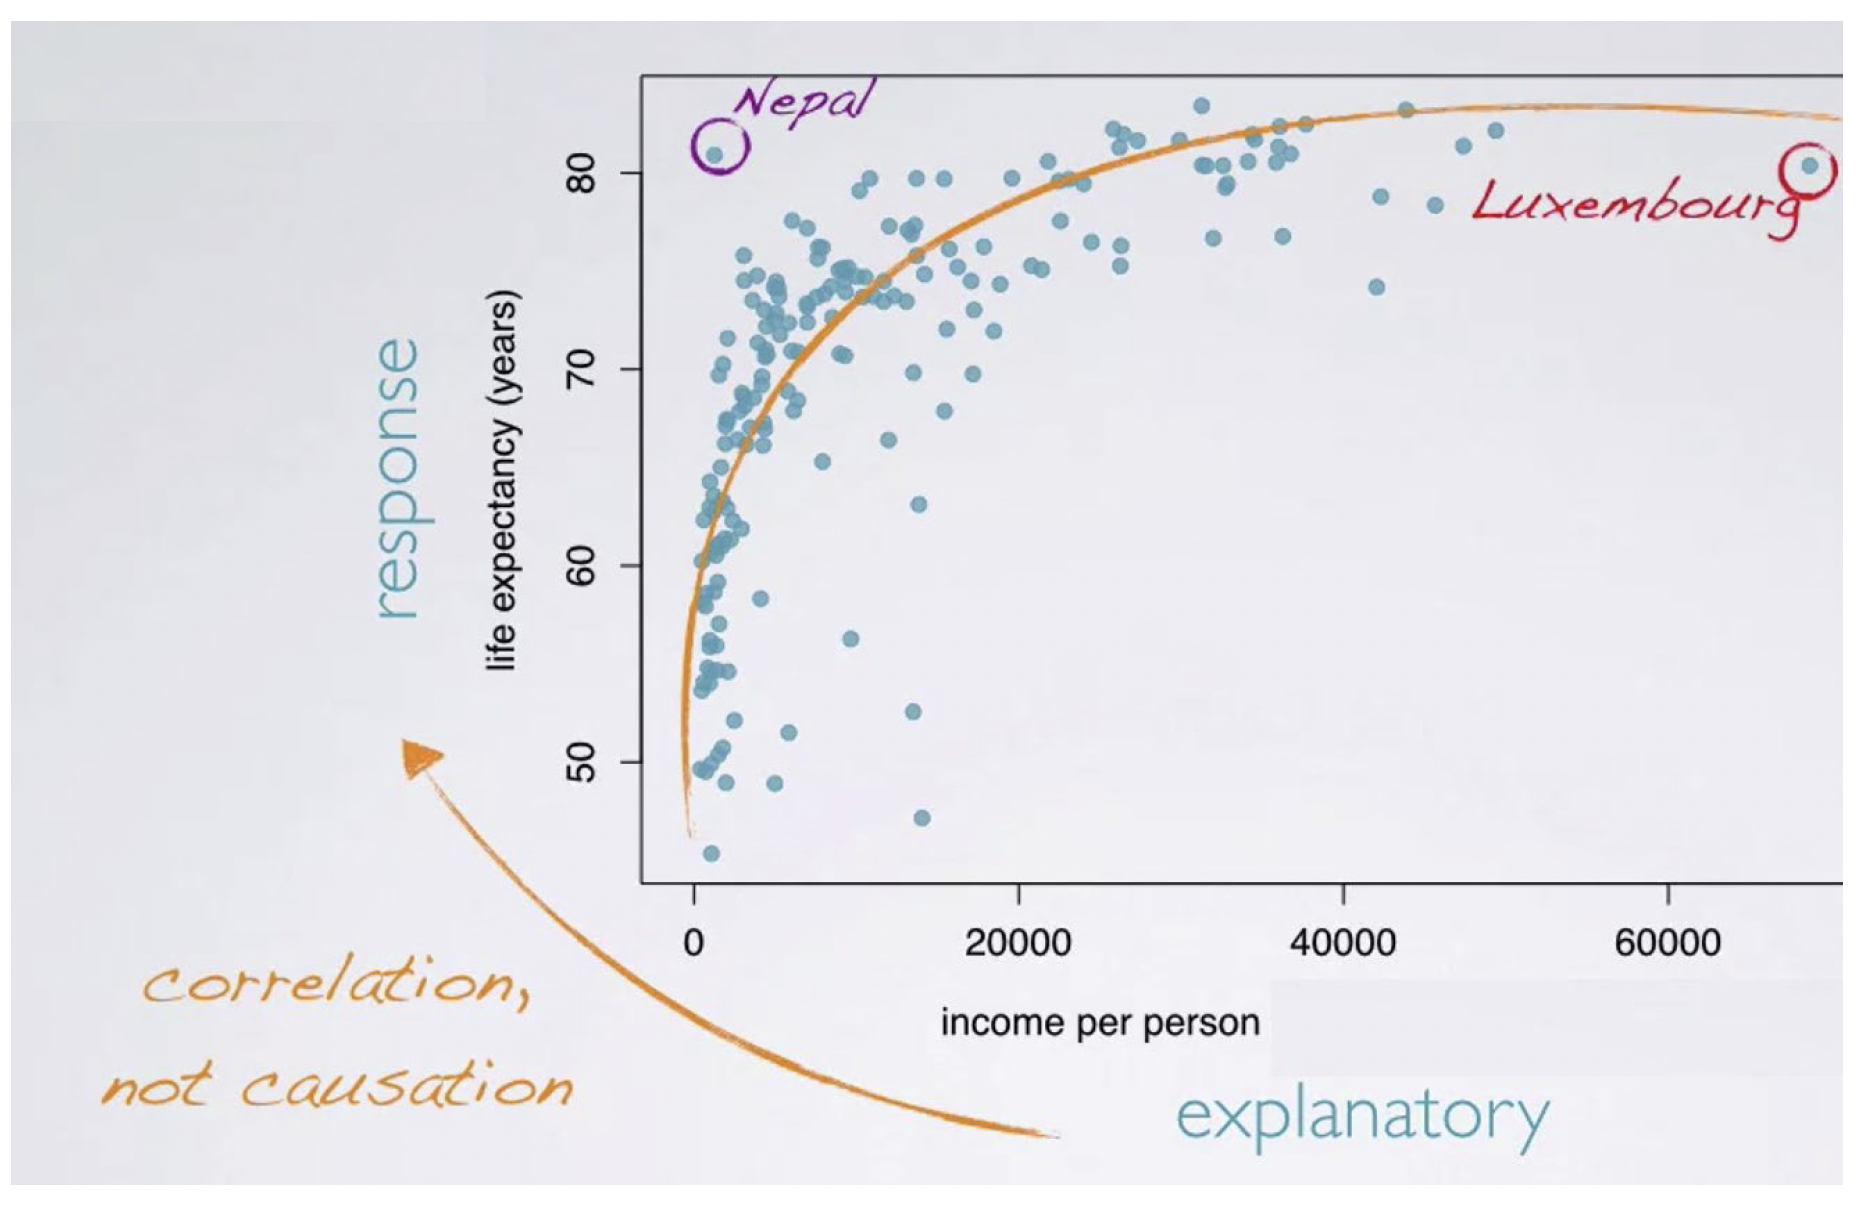 Nepal
Luxembourg
80
70
60
50
life expectancy (years)
response
0 20000 40000 60000
income per person
explanatory
correlation,
not causation